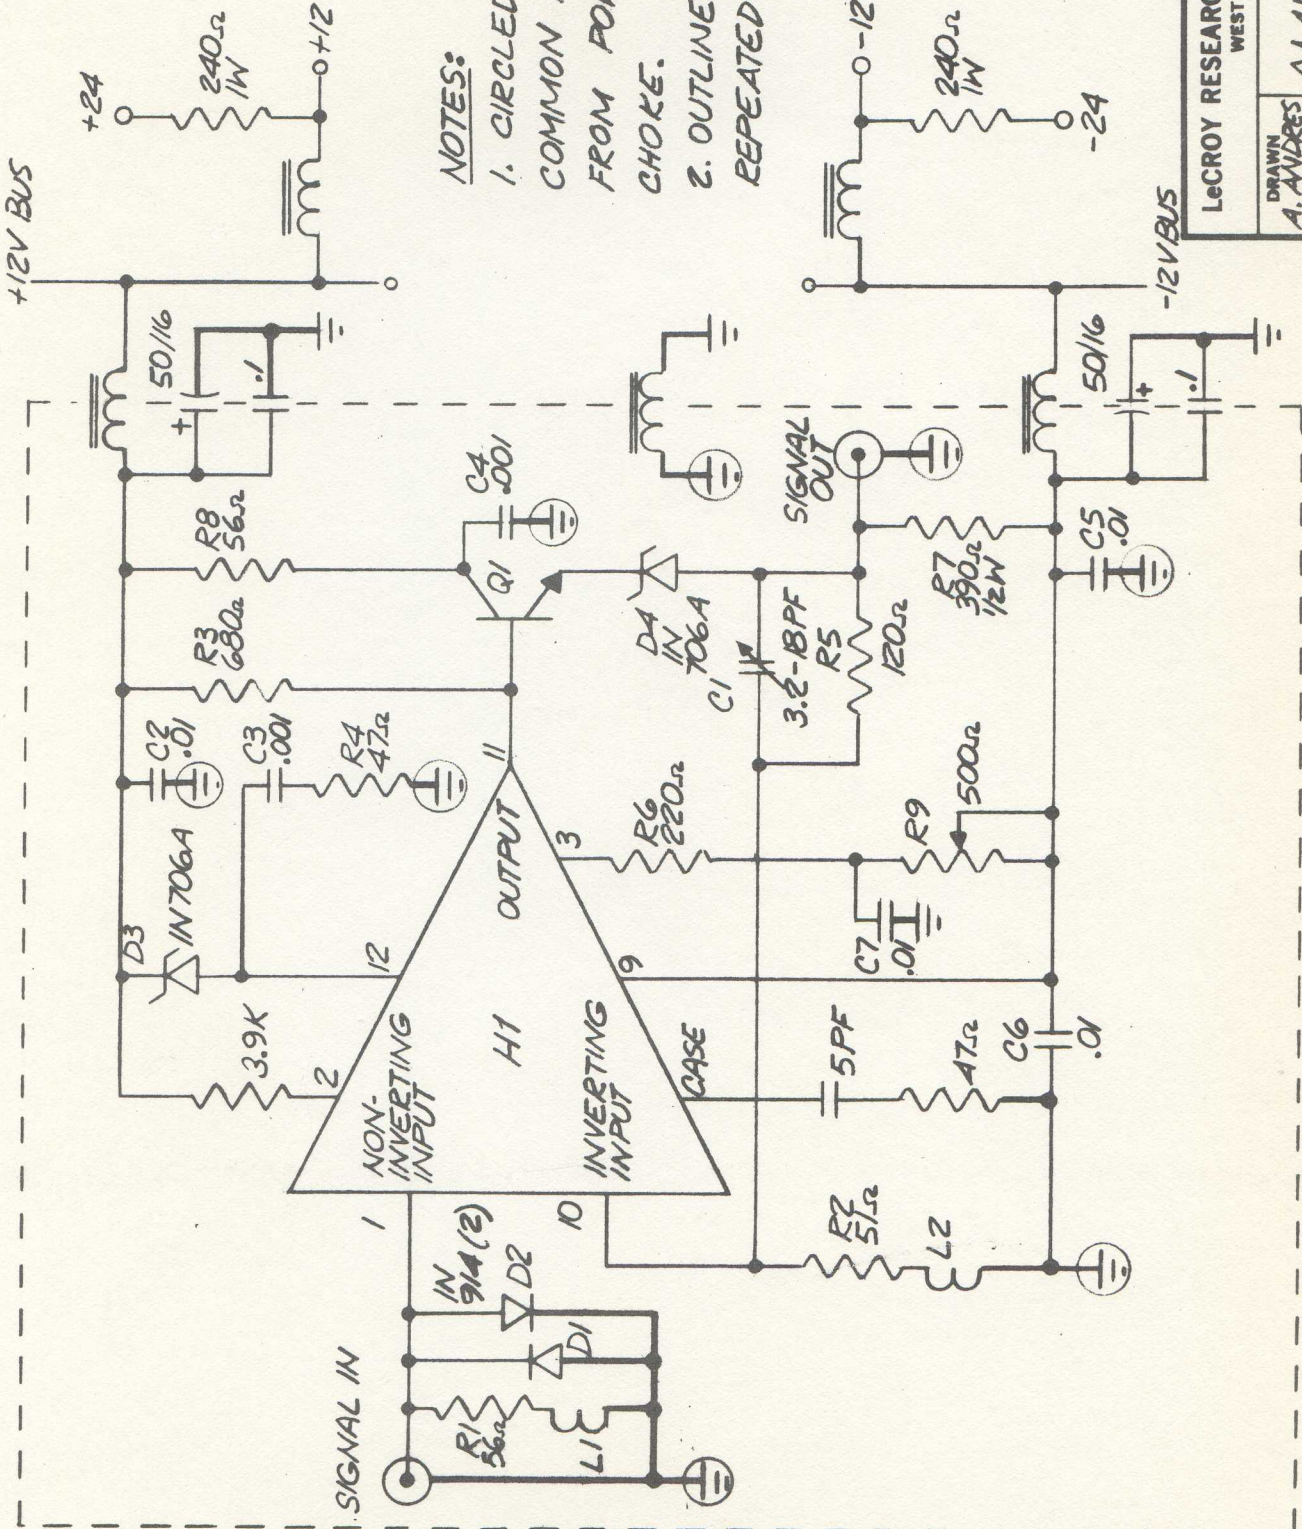 +12V BUS
+24
240Ω
1W
+12
50/16
+
.1
NOTES:
1. CIRCLED
COMMON
FROM
CHOKE.
2. OUTLINE
REPEATED
R8
56Ω
R3
680Ω
C2
.01
C3
.001
R4
47Ω
C4
.001
Q1
D3
IN706A
3.9K
2
12
11
NON-
INVERTING
INPUT
OUTPUT
H1
INVERTING
INPUT
CASE
1
10
9
3
SIGNAL IN
IN
914(2)
D2
D1
R1
56Ω
L1
D4
IN
706A
C1
3.2-18PF
R5
120Ω
SIGNAL
OUT
R6
220Ω
R7
390Ω
1/2W
R9
500Ω
C7
.01
C5
.01
5PF
47Ω
C6
.01
R2
51Ω
L2
-12
240Ω
1W
-24
-12V BUS
50/16
+
.1
LeCROY
WEST
DRAWN
A. ANDRES